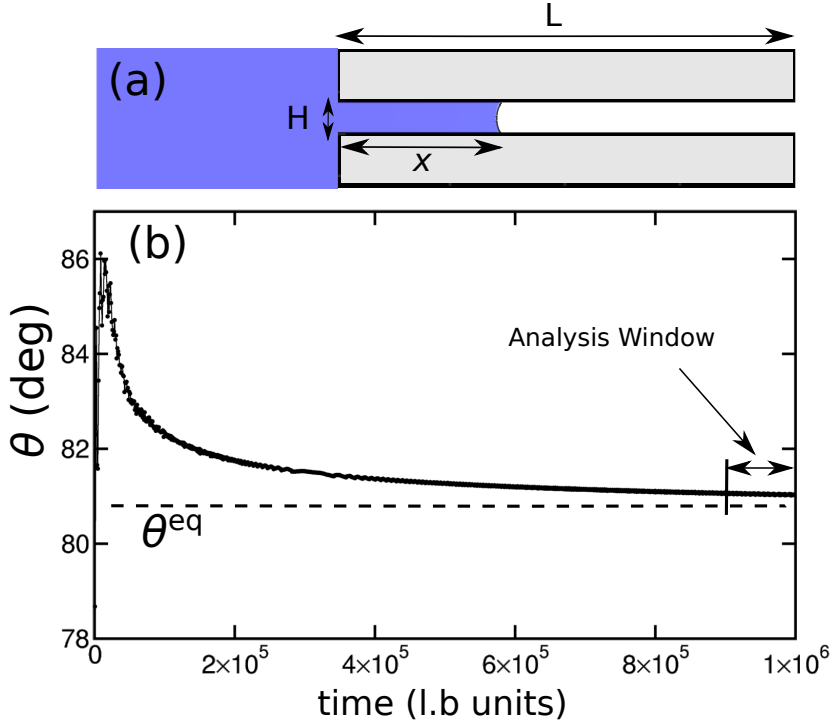 L
(a)
H
x
(b)
86
84
82
80
78
θ (deg)
Analysis Window
θ^eq
0
2×10^5
4×10^5
6×10^5
8×10^5
1×10^6
time (l.b units)